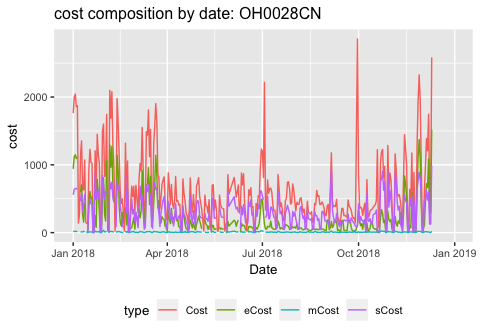 cost composition by date: OH0028CN
cost
2000
1000
0
Jan 2018 Apr 2018 Jul 2018 Oct 2018 Jan 2019
Date
type Cost eCost mCost sCost